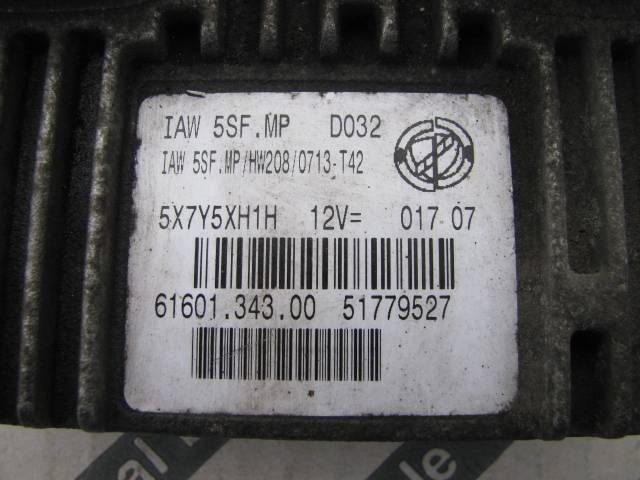 IAW 5SF.MP D032
IAW 5SF.MP/HW208/0713-T42
5X7Y5XH1H 12V= 017 07
61601.343.00 51779527